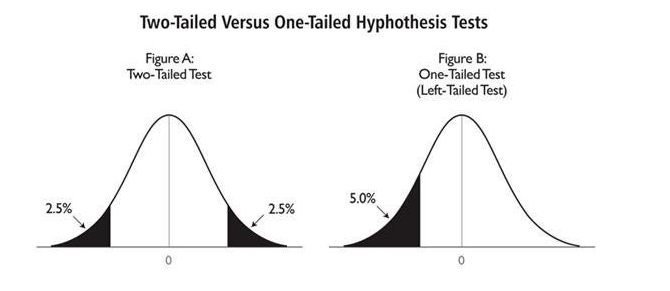 Two-Tailed Versus One-Tailed Hyphothesis Tests
Figure A:
Two-Tailed Test
2.5%
2.5%
0
Figure B:
One-Tailed Test
(Left-Tailed Test)
5.0%
0